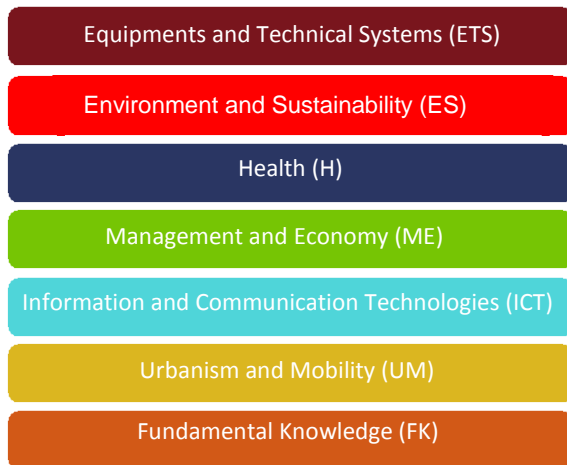 Equipments and Technical Systems (ETS)
Environment and Sustainability (ES)
Health (H)
Management and Economy (ME)
Information and Communication Technologies (ICT)
Urbanism and Mobility (UM)
Fundamental Knowledge (FK)